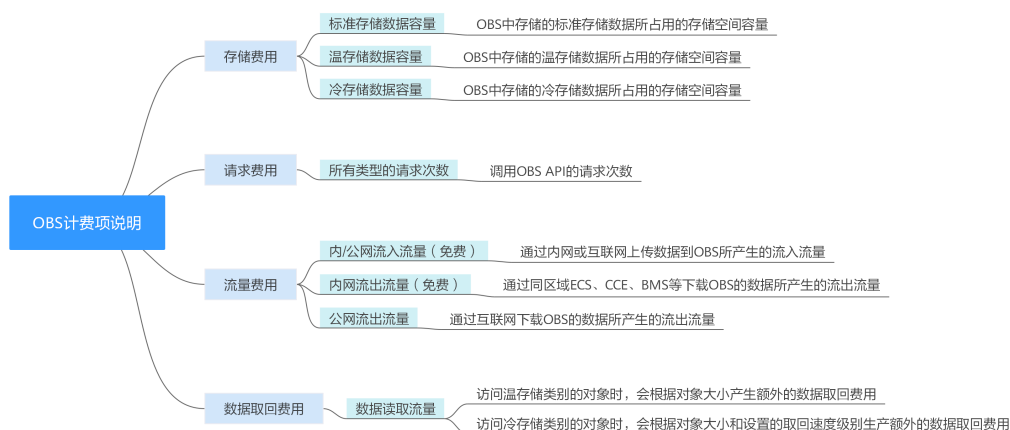 OBS计费项说明
存储费用
标准存储数据容量
OBS中存储的标准存储数据所占用的存储空间容量
温存储数据容量
OBS中存储的温存储数据所占用的存储空间容量
冷存储数据容量
OBS中存储的冷存储数据所占用的存储空间容量
请求费用
所有类型的请求次数
调用OBS API的请求次数
流量费用
内/公网流入流量（免费）
通过内网或互联网上传数据到OBS所产生的流入流量
内网流出流量（免费）
通过同区域ECS、CCE、BMS等下载OBS的数据所产生的流出流量
公网流出流量
通过互联网下载OBS的数据所产生的流出流量
数据取回费用
数据读取流量
访问温存储类别的对象时，会根据对象大小产生额外的数据取回费用
访问冷存储类别的对象时，会根据对象大小和设置的取回速度级别生产额外的数据取回费用